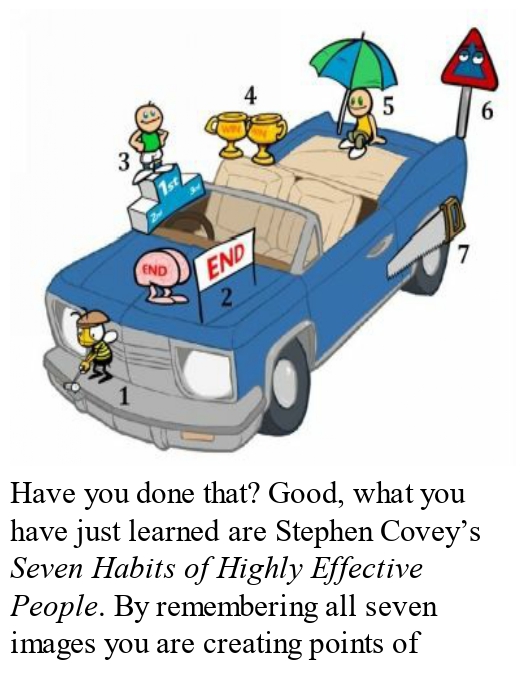 4
5
6
3
1st
2nd
3rd
WIN
WIN
7
END
END
2
1
Have you done that? Good, what you
have just learned are Stephen Covey’s
Seven Habits of Highly Effective
People. By remembering all seven
images you are creating points of